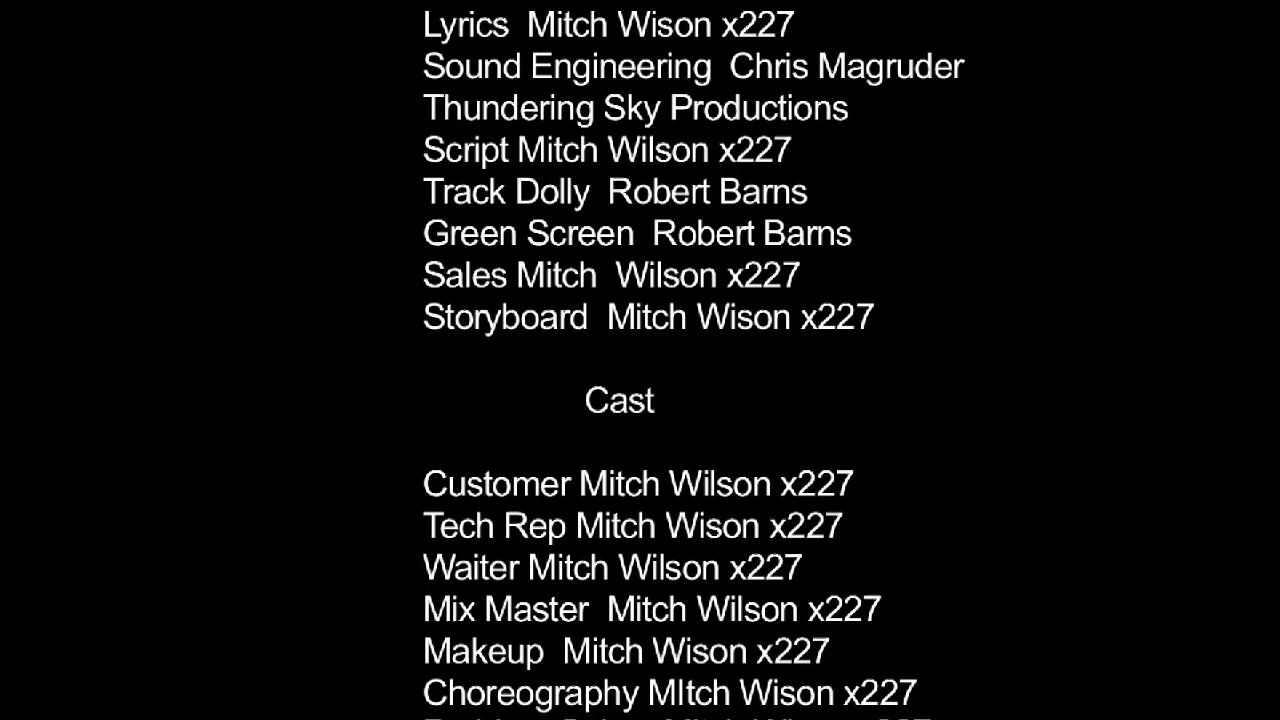 Lyrics  Mitch Wison x227
Sound Engineering  Chris Magruder
Thundering Sky Productions
Script Mitch Wilson x227
Track Dolly  Robert Barns
Green Screen  Robert Barns
Sales Mitch  Wilson x227
Storyboard  Mitch Wison x227
Cast
Customer Mitch Wilson x227
Tech Rep Mitch Wison x227
Waiter Mitch Wilson x227
Mix Master  Mitch Wilson x227
Makeup  Mitch Wison x227
Choreography MItch Wison x227